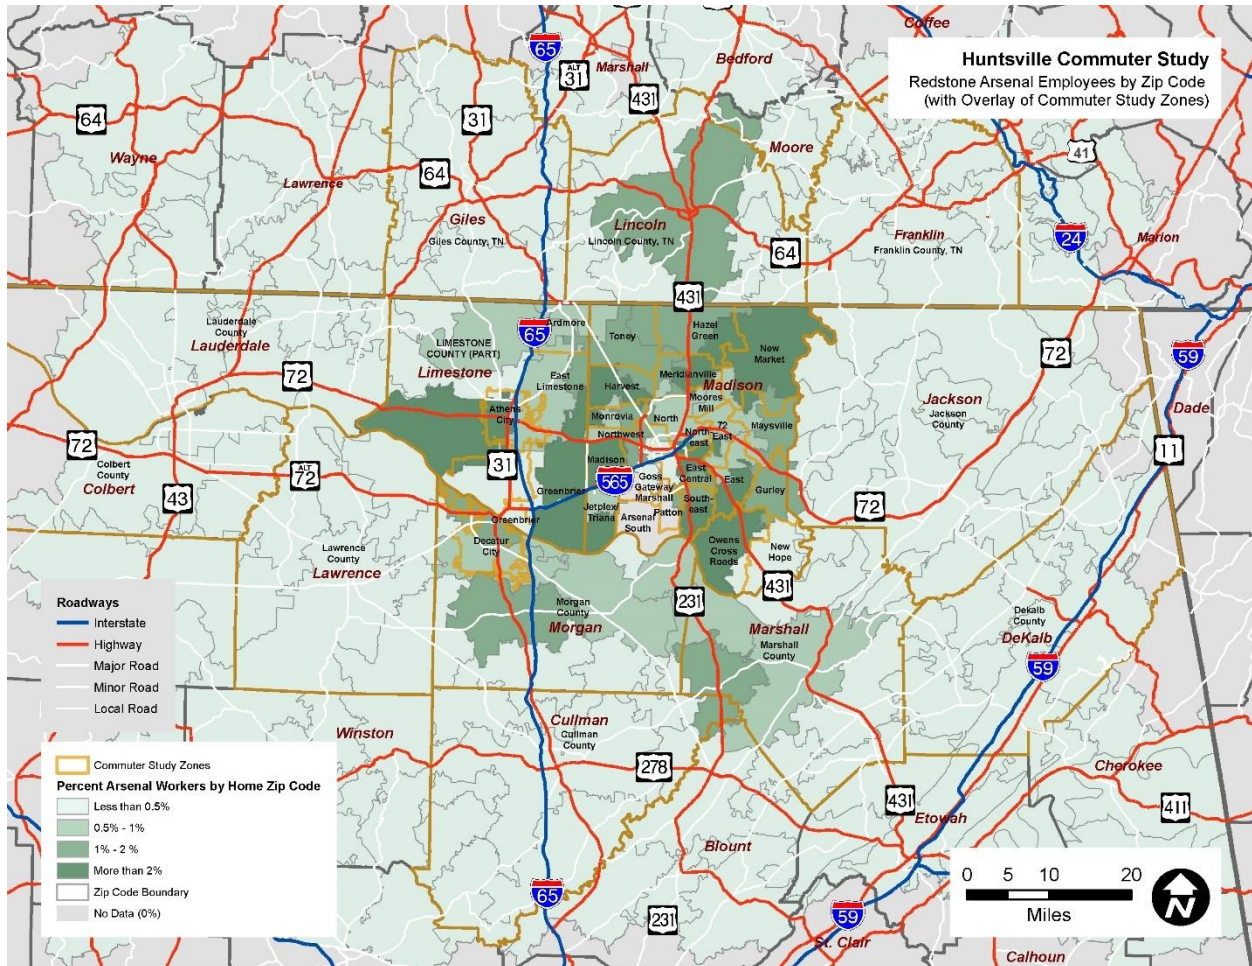 Huntsville Commuter Study
Redstone Arsenal Employees by Zip Code
(with Overlay of Commuter Study Zones)
Coffee
65
ALT
31
Marshall
431
Bedford
64
31
Moore
41
Wayne
Lawrence
64
Giles
Giles County, TN
Lincoln
Lincoln County, TN
64
Franklin
Franklin County, TN
24
Marion
431
Lauderdale
County
Lauderdale
65
Ardmore
Toney
Hazel
Green
New
Market
LIMESTONE
COUNTY (PART)
Limestone
72
59
72
East
Limestone
Harvest
Meridianville
Madison
Moores
Mill
Jackson
Jackson
County
Dade
Athens
City
Monrovia
North
Northwest
North-
east
72
East
Maysville
72
Colbert
County
Colbert
ALT
72
43
31
Madison
565
Goss
Gateway
Marshall
East
Central
East
Gurley
11
Greenbrier
Jetplex/
Triana
Arsenal
South
Patton
South-
east
72
Greenbrier
Decatur
City
Owens
Cross
Roads
New
Hope
Lawrence
County
Lawrence
431
231
Morgan
County
Morgan
Marshall
Marshall
County
Dekalb
County
DeKalb
59
Roadways
Interstate
Highway
Major Road
Minor Road
Local Road
Winston
Cullman
Cullman
County
278
Cherokee
431
411
Etowah
Blount
Commuter Study Zones
Percent Arsenal Workers by Home Zip Code
Less than 0.5%
0.5% - 1%
1% - 2 %
More than 2%
Zip Code Boundary
No Data (0%)
65
231
59
St. Clair
Calhoun
0 5 10 20
Miles
N